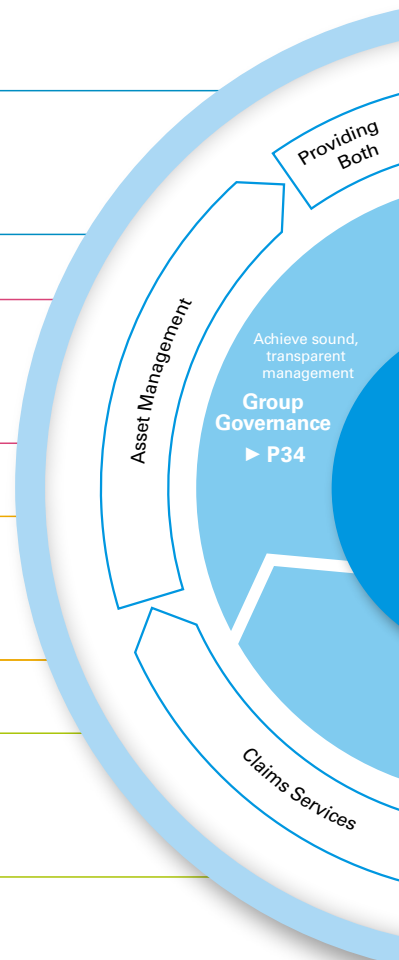 Providing
Both
Asset Management
Achieve sound,
transparent
management
Group
Governance
► P34
Claims Services